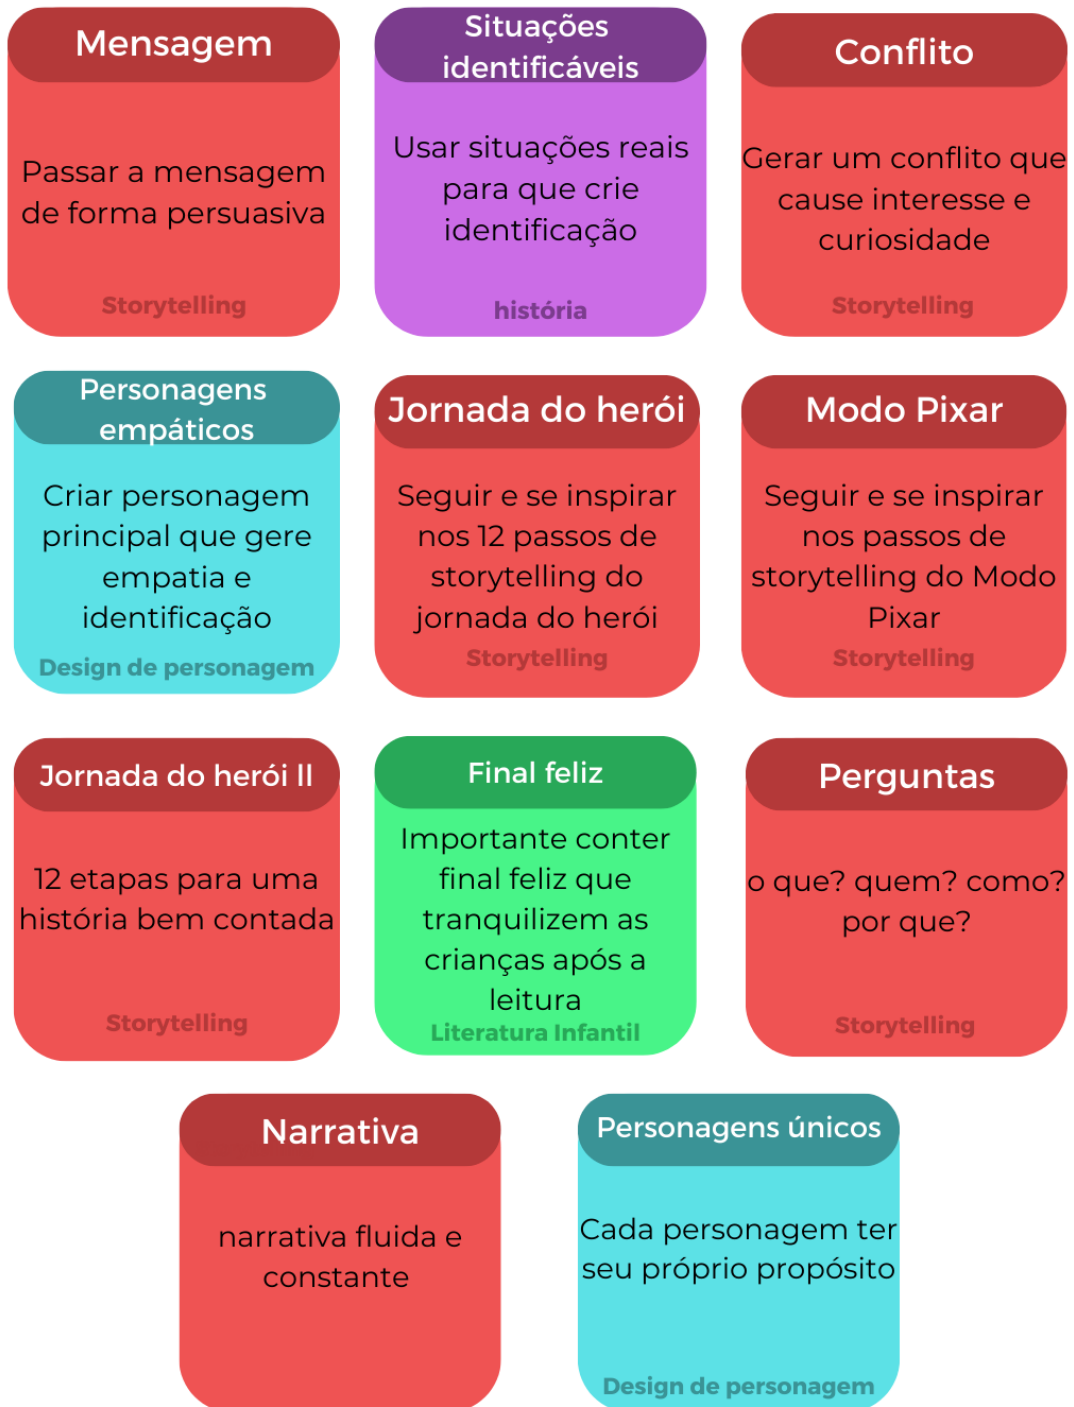 Mensagem
Passar a mensagem
de forma persuasiva
Storytelling
Situações
identificáveis
Usar situações reais
para que crie
identificação
história
Conflito
Gerar um conflito que
cause interesse e
curiosidade
Storytelling
Personagens
empáticos
Criar personagem
principal que gere
empatia e
identificação
Design de personagem
Jornada do herói
Seguir e se inspirar
nos 12 passos de
storytelling do
jornada do herói
Storytelling
Modo Pixar
Seguir e se inspirar
nos passos de
storytelling do Modo
Pixar
Storytelling
Jornada do herói II
12 etapas para uma
história bem contada
Storytelling
Final feliz
Importante conter
final feliz que
tranquilizem as
crianças após a
leitura
Literatura Infantil
Perguntas
o que? quem? como?
por que?
Storytelling
Narrativa
narrativa fluida e
constante
Personagens únicos
Cada personagem ter
seu próprio propósito
Design de personagem